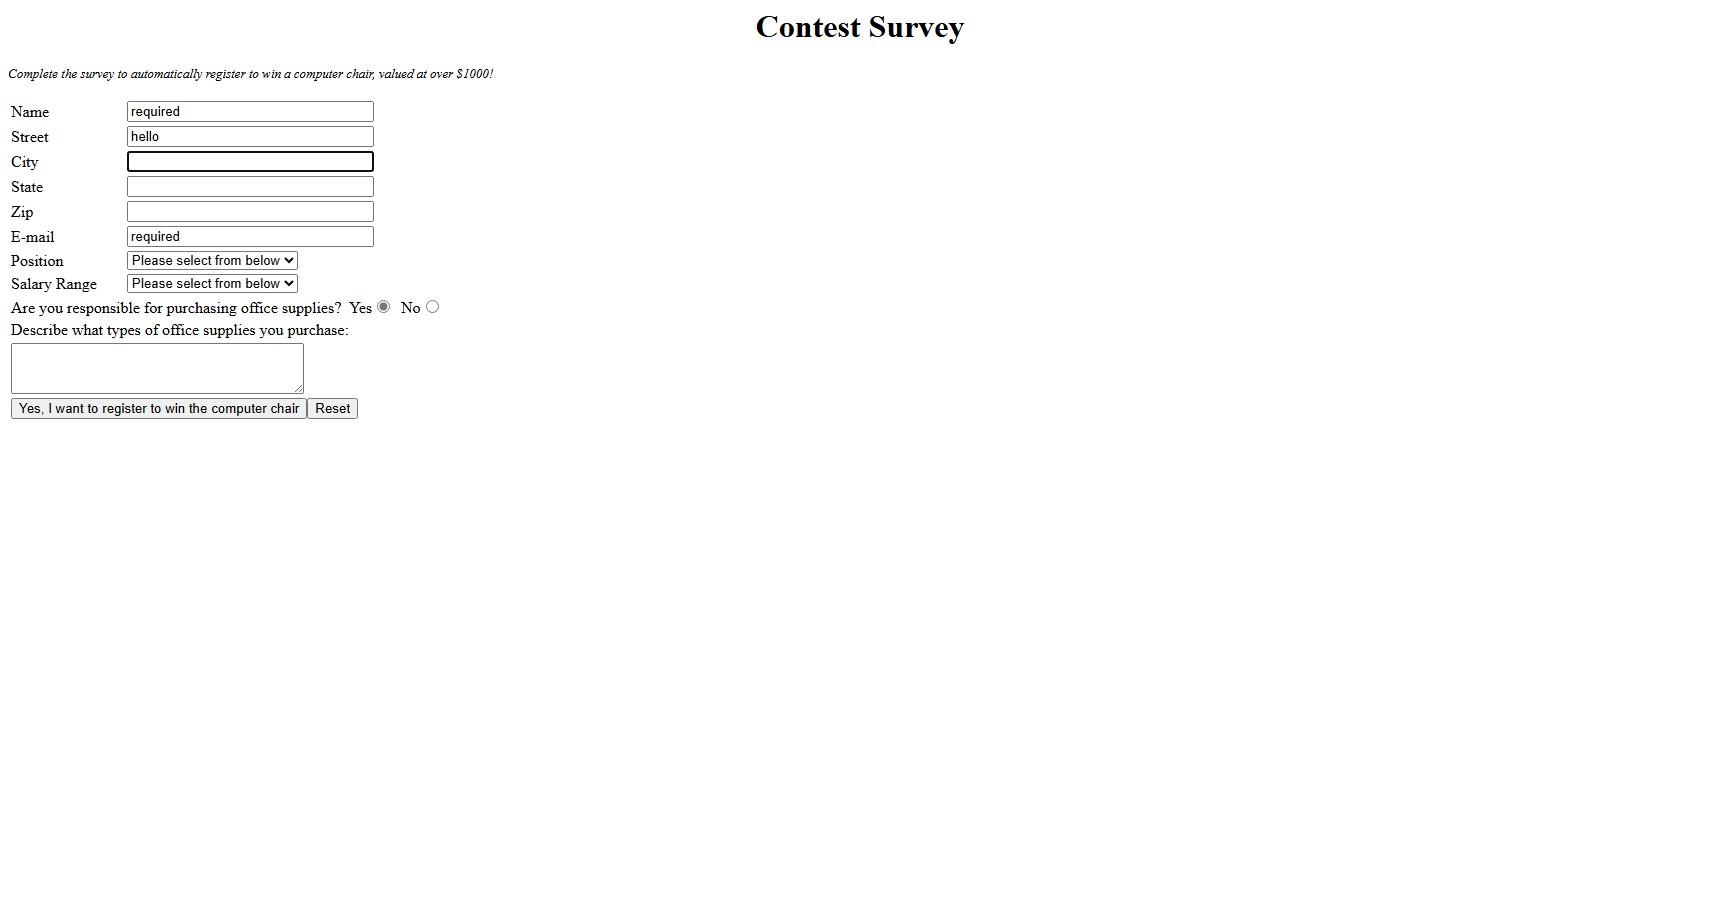 Contest Survey
Complete the survey to automatically register to win a computer chair, valued at over $1000!
Name required
Street hello
City
State
Zip
E-mail required
Position Please select from below
Salary Range Please select from below
Are you responsible for purchasing office supplies? Yes No
Describe what types of office supplies you purchase:
Yes, I want to register to win the computer chair Reset